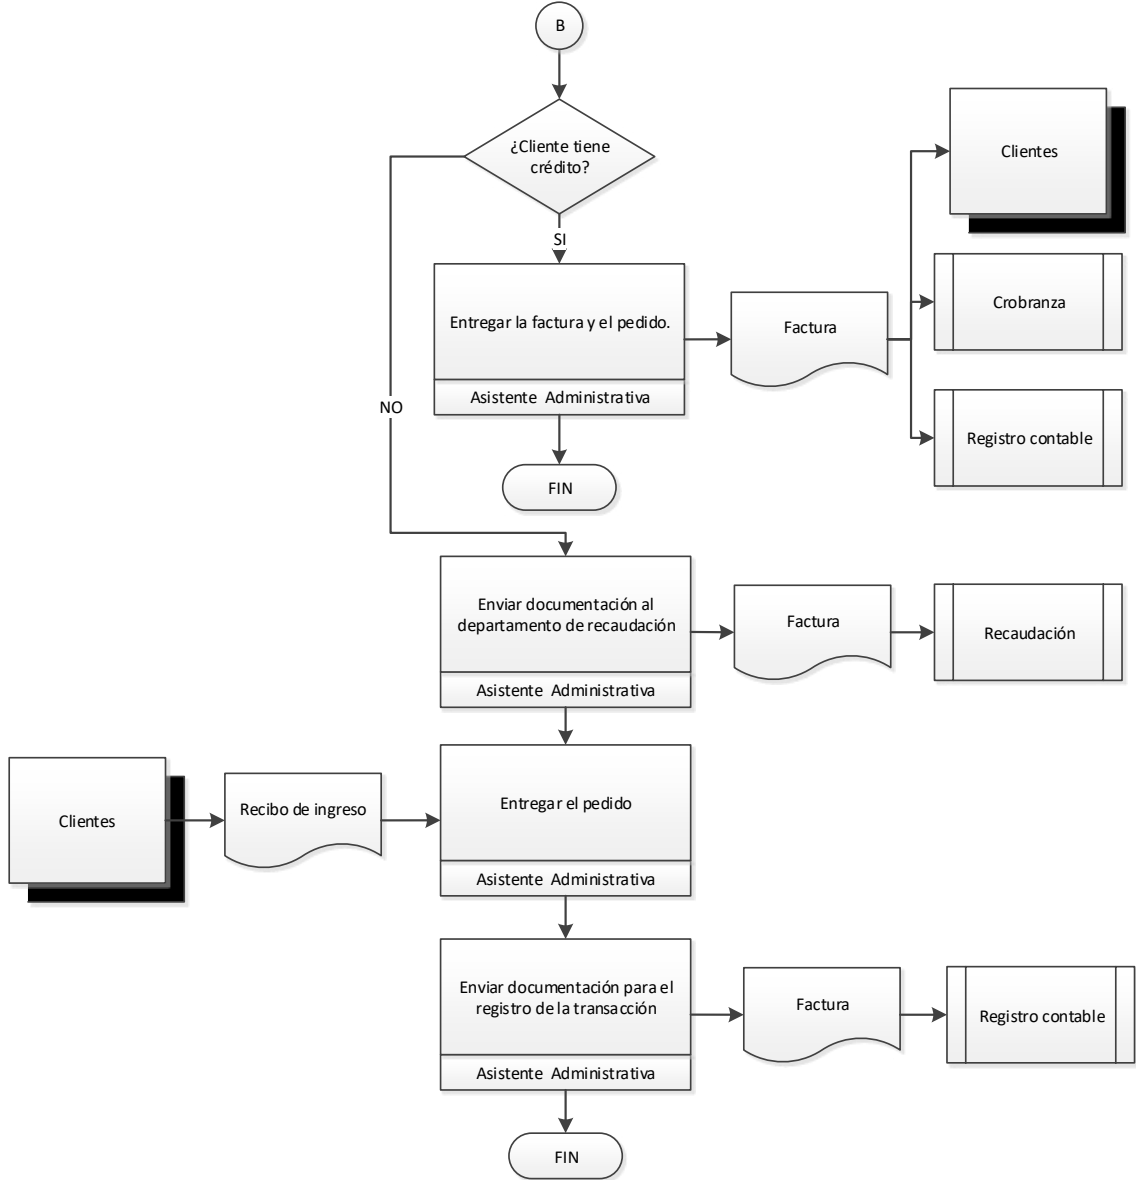 B
¿Cliente tiene
crédito?
SI
NO
Entregar la factura y el pedido.
Asistente Administrativa
Factura
Clientes
Crobranza
Registro contable
FIN
Enviar documentación al
departamento de recaudación
Asistente Administrativa
Factura
Recaudación
Clientes
Recibo de ingreso
Entregar el pedido
Asistente Administrativa
Enviar documentación para el
registro de la transacción
Asistente Administrativa
Factura
Registro contable
FIN